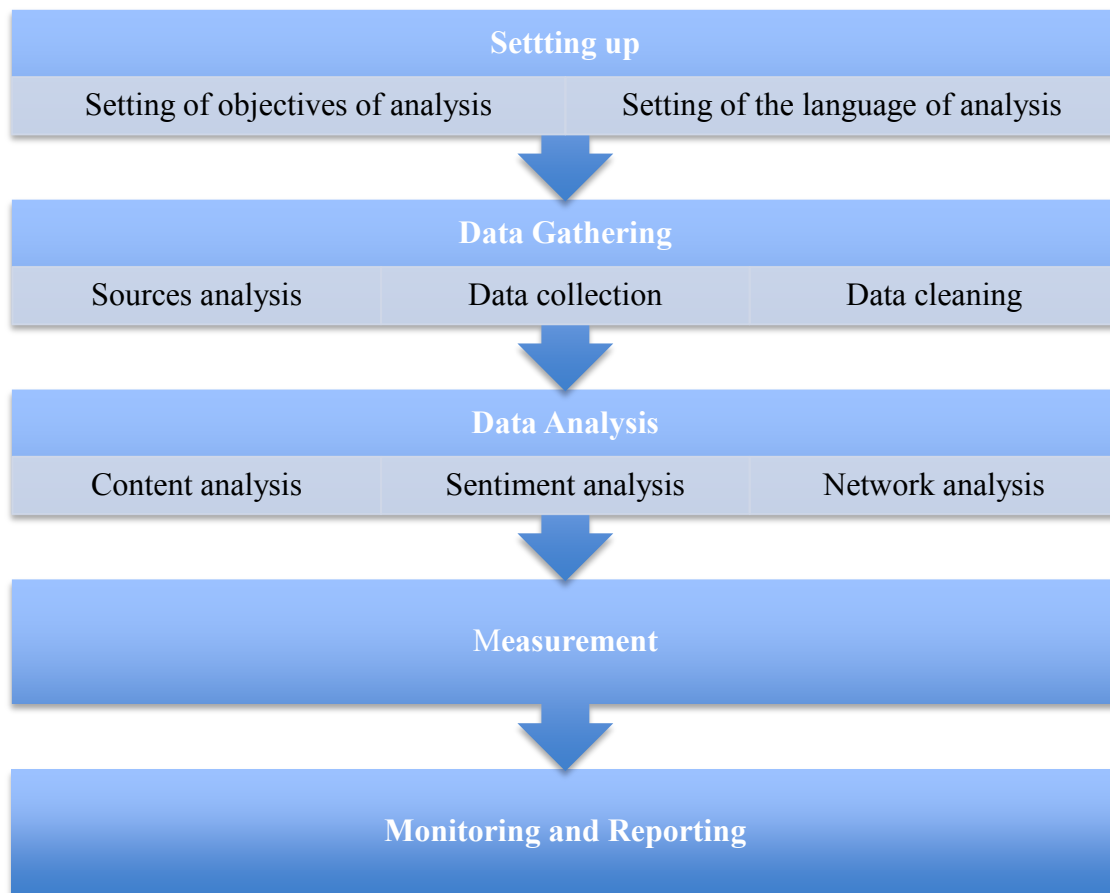 Settting up
Setting of objectives of analysis
Setting of the language of analysis
Data Gathering
Sources analysis
Data collection
Data cleaning
Data Analysis
Content analysis
Sentiment analysis
Network analysis
Measurement
Monitoring and Reporting